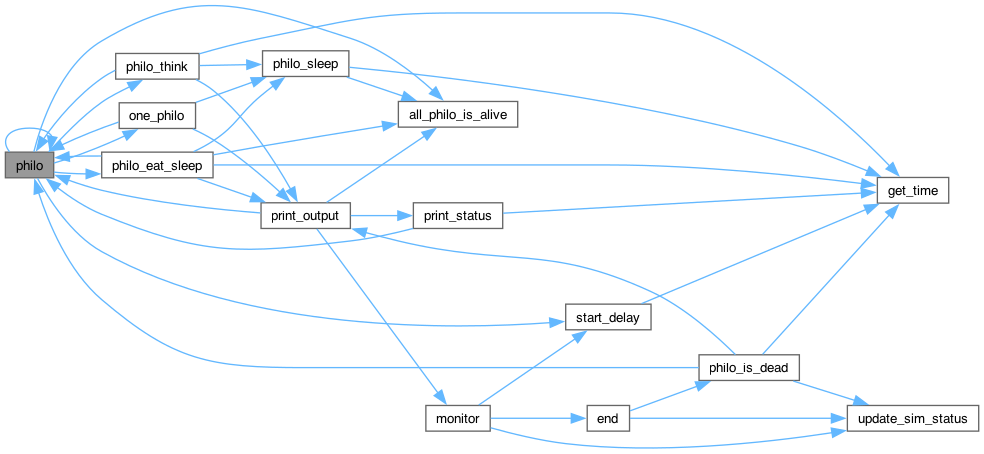 philo_think
philo_sleep
one_philo
all_philo_is_alive
philo
philo_eat_sleep
get_time
print_output
print_status
start_delay
philo_is_dead
monitor
end
update_sim_status